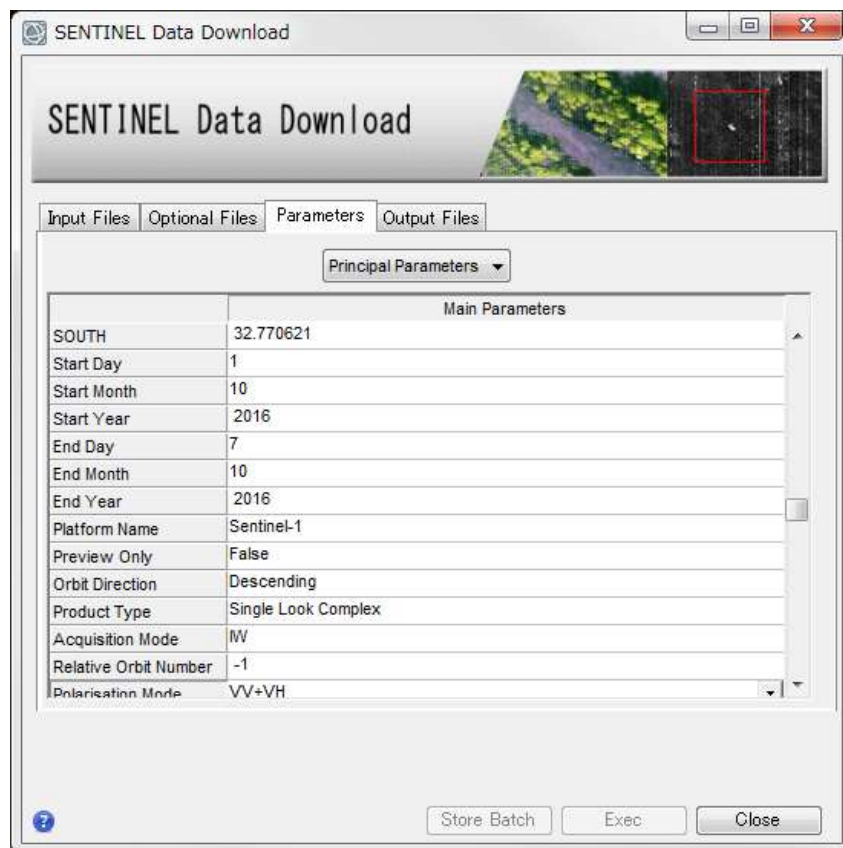 SENTINEL Data Download
SENTINEL Data Download
Input Files Optional Files Parameters Output Files
Principal Parameters
Main Parameters
SOUTH 32.770621
Start Day 1
Start Month 10
Start Year 2016
End Day 7
End Month 10
End Year 2016
Platform Name Sentinel-1
Preview Only False
Orbit Direction Descending
Product Type Single Look Complex
Acquisition Mode IW
Relative Orbit Number -1
Polarisation Mode VV+VH
Store Batch Exec Close